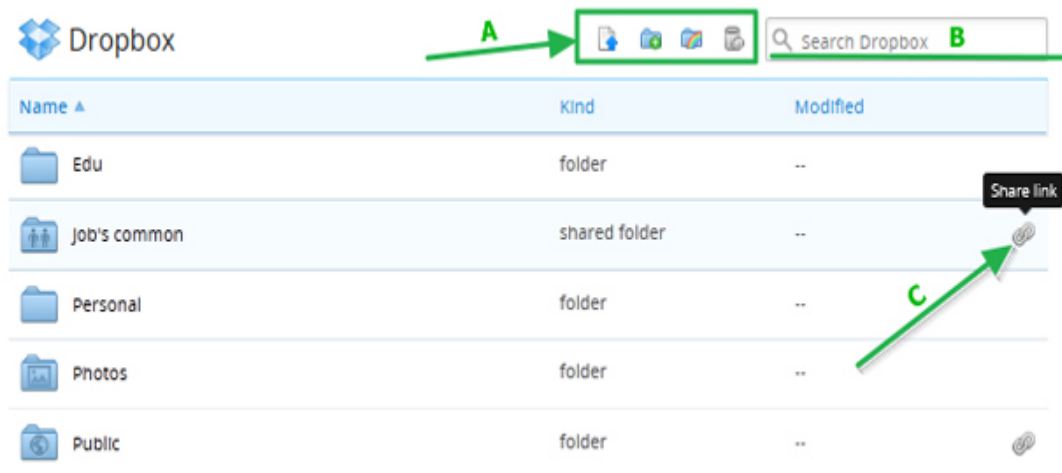 Dropbox A Search Dropbox B
Name Kind Modified
Edu folder --
Share link
Job's common shared folder --
Personal folder --
C
Photos folder --
Public folder --